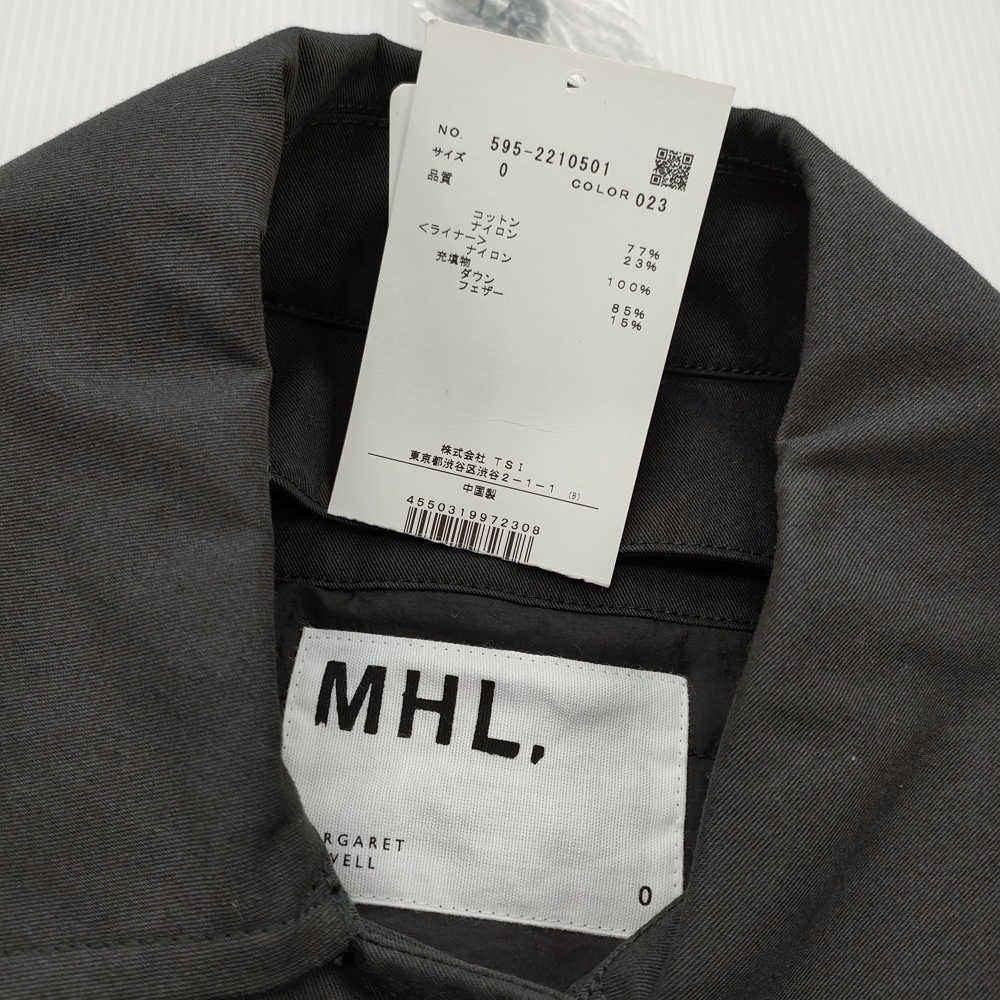 NO. 595-2210501
サイズ 0 COLOR 023
品質
コットン 77%
ナイロン 23%
<ライナー>
ナイロン 100%
充填物
ダウン 85%
フェザー 15%
株式会社 TSI
東京都渋谷区渋谷2-1-1 (B)
中国製
4550319972308
MHL.
RGARET
WELL
0